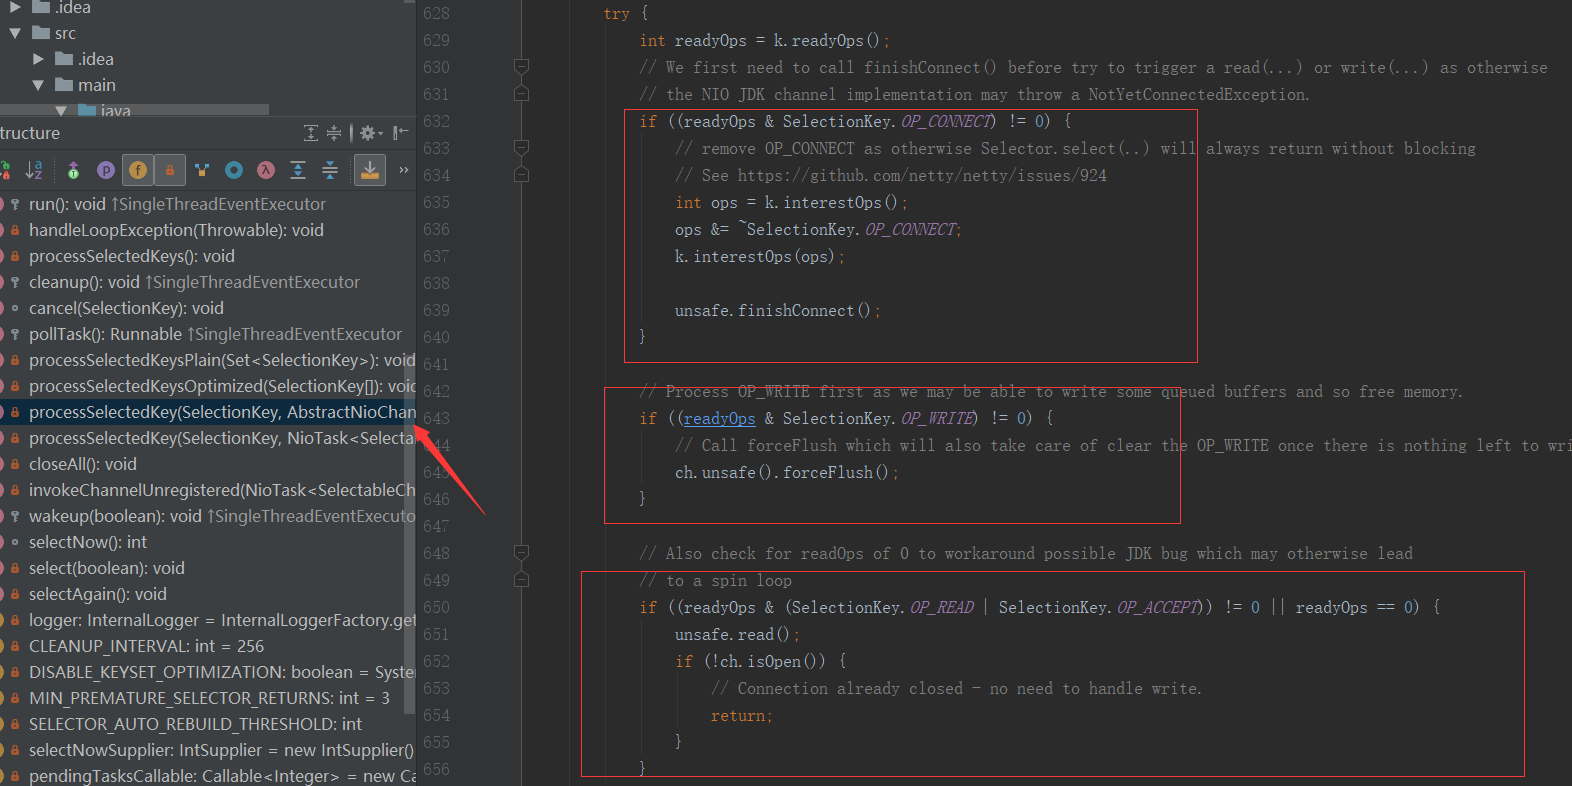 .idea
src
.idea
main
java
tructure
run(): void ↑SingleThreadEventExecutor
handleLoopException(Throwable): void
processSelectedKeys(): void
cleanup(): void ↑SingleThreadEventExecutor
cancel(SelectionKey): void
pollTask(): Runnable ↑SingleThreadEventExecutor
processSelectedKeysPlain(Set<SelectionKey>): void
processSelectedKeysOptimized(SelectionKey[]): void
processSelectedKey(SelectionKey, AbstractNioChan
processSelectedKey(SelectionKey, NioTask<Selecta
closeAll(): void
invokeChannelUnregistered(NioTask<SelectableCh
wakeup(boolean): void ↑SingleThreadEventExecuto
selectNow(): int
select(boolean): void
selectAgain(): void
logger: InternalLogger = InternalLoggerFactory.get
CLEANUP_INTERVAL: int = 256
DISABLE_KEYSET_OPTIMIZATION: boolean = Syste
MIN_PREMATURE_SELECTOR_RETURNS: int = 3
SELECTOR_AUTO_REBUILD_THRESHOLD: int
selectNowSupplier: IntSupplier = new IntSupplier()
pendingTasksCallable: Callable<Integer> = new Ca
628 try {
629 int readyOps = k.readyOps();
630 // We first need to call finishConnect() before try to trigger a read(...) or write(...) as otherwise
631 // the NIO JDK channel implementation may throw a NotYetConnectedException.
632 if ((readyOps & SelectionKey.OP_CONNECT) != 0) {
633 // remove OP_CONNECT as otherwise Selector.select(..) will always return without blocking
634 // See https://github.com/netty/netty/issues/924
635 int ops = k.interestOps();
636 ops &= ~SelectionKey.OP_CONNECT;
637 k.interestOps(ops);
638
639 unsafe.finishConnect();
640 }
641
642 // Process OP_WRITE first as we may be able to write some queued buffers and so free memory.
643 if ((readyOps & SelectionKey.OP_WRITE) != 0) {
644 // Call forceFlush which will also take care of clear the OP_WRITE once there is nothing left to wri
645 ch.unsafe().forceFlush();
646 }
647
648 // Also check for readOps of 0 to workaround possible JDK bug which may otherwise lead
649 // to a spin loop
650 if ((readyOps & (SelectionKey.OP_READ | SelectionKey.OP_ACCEPT)) != 0 || readyOps == 0) {
651 unsafe.read();
652 if (!ch.isOpen()) {
653 // Connection already closed - no need to handle write.
654 return;
655 }
656 }